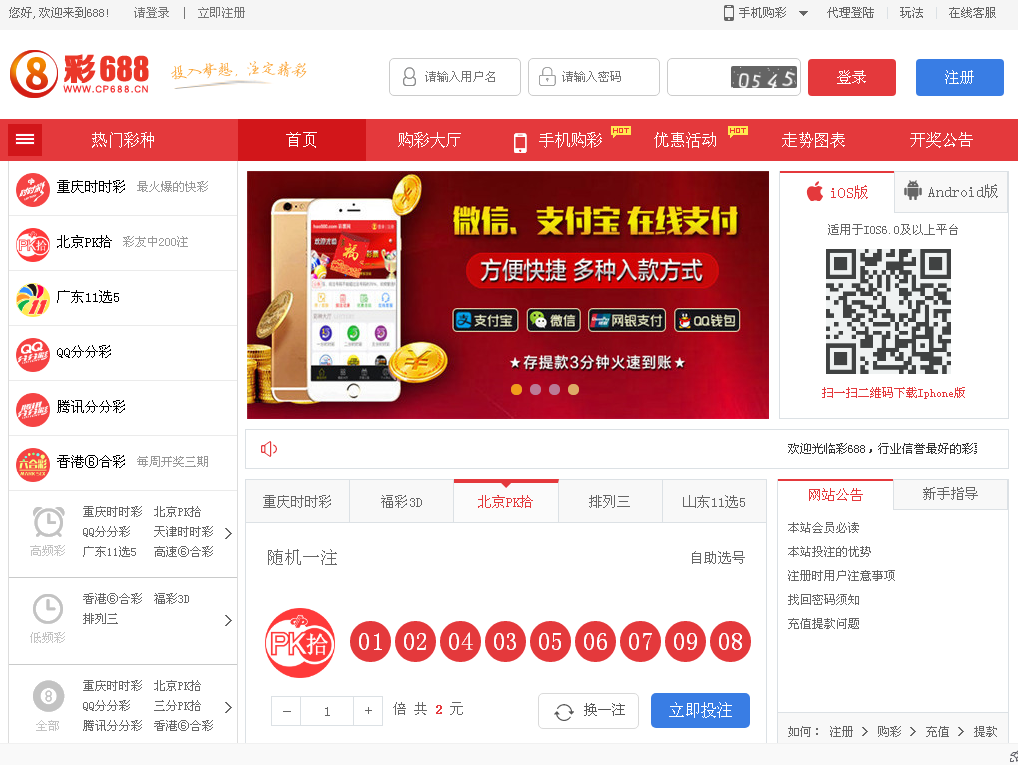 您好, 欢迎来到688! 请登录 | 立即注册 手机购彩 代理登陆 玩法 在线客服
彩688
WWW.CP688.CN
投入梦想, 注定精彩
请输入用户名 请输入密码 0545 登录 注册
热门彩种 首页 购彩大厅 手机购彩 HOT 优惠活动 HOT 走势图表 开奖公告
重庆时时彩 最火爆的快彩
北京PK拾 彩友中200注
广东11选5
QQ分分彩
腾讯分分彩
香港⑥合彩 每周开奖三期
高频彩
重庆时时彩 北京PK拾
QQ分分彩 天津时时彩
广东11选5 高速⑥合彩
低频彩
香港⑥合彩 福彩3D
排列三
全部
重庆时时彩 北京PK拾
QQ分分彩 三分PK拾
腾讯分分彩 香港⑥合彩
微信、支付宝 在线支付
方便快捷 多种入款方式
支付宝 微信 网银支付 QQ钱包
★存提款3分钟火速到账★
iOS版 Android版
适用于IOS6.0及以上平台
扫一扫二维码下载Iphone版
欢迎光临彩688，行业信誉最好的彩
重庆时时彩 福彩3D 北京PK拾 排列三 山东11选5
随机一注 自助选号
PK拾 01 02 04 03 05 06 07 09 08
− 1 + 倍 共 2 元 换一注 立即投注
网站公告 新手指导
本站会员必读
本站投注的优势
注册时用户注意事项
找回密码须知
充值提款问题
如何： 注册 > 购彩 > 充值 > 提款